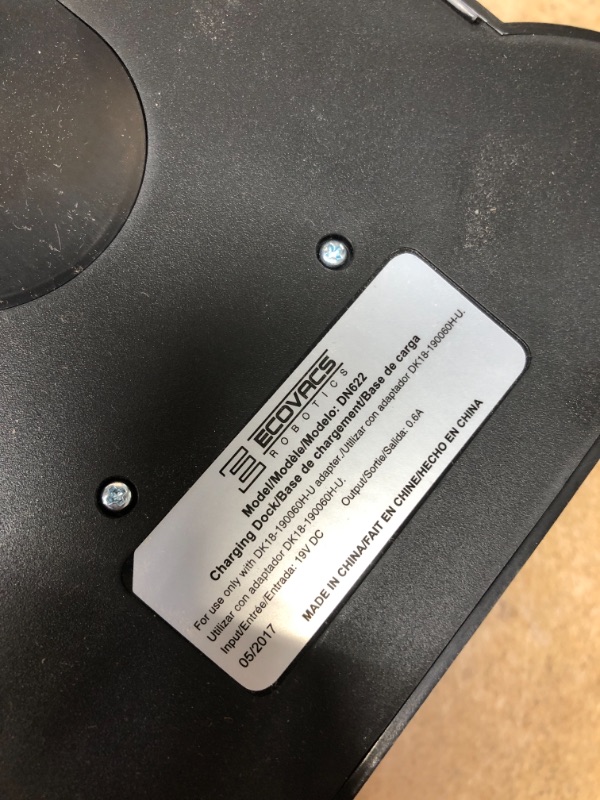 ECOVACS
ROBOTICS
Model/Modèle/Modelo: DN622
Charging Dock/Base de chargement/Base de carga
For use only with DK18-190060H-U adapter./Utilizar con adaptador DK18-190060H-U.
Utilizar con adaptador DK18-190060H-U.
Input/Entrée/Entrada: 19V DC Output/Sortie/Salida: 0.6A
05/2017 MADE IN CHINA/FAIT EN CHINE/HECHO EN CHINA